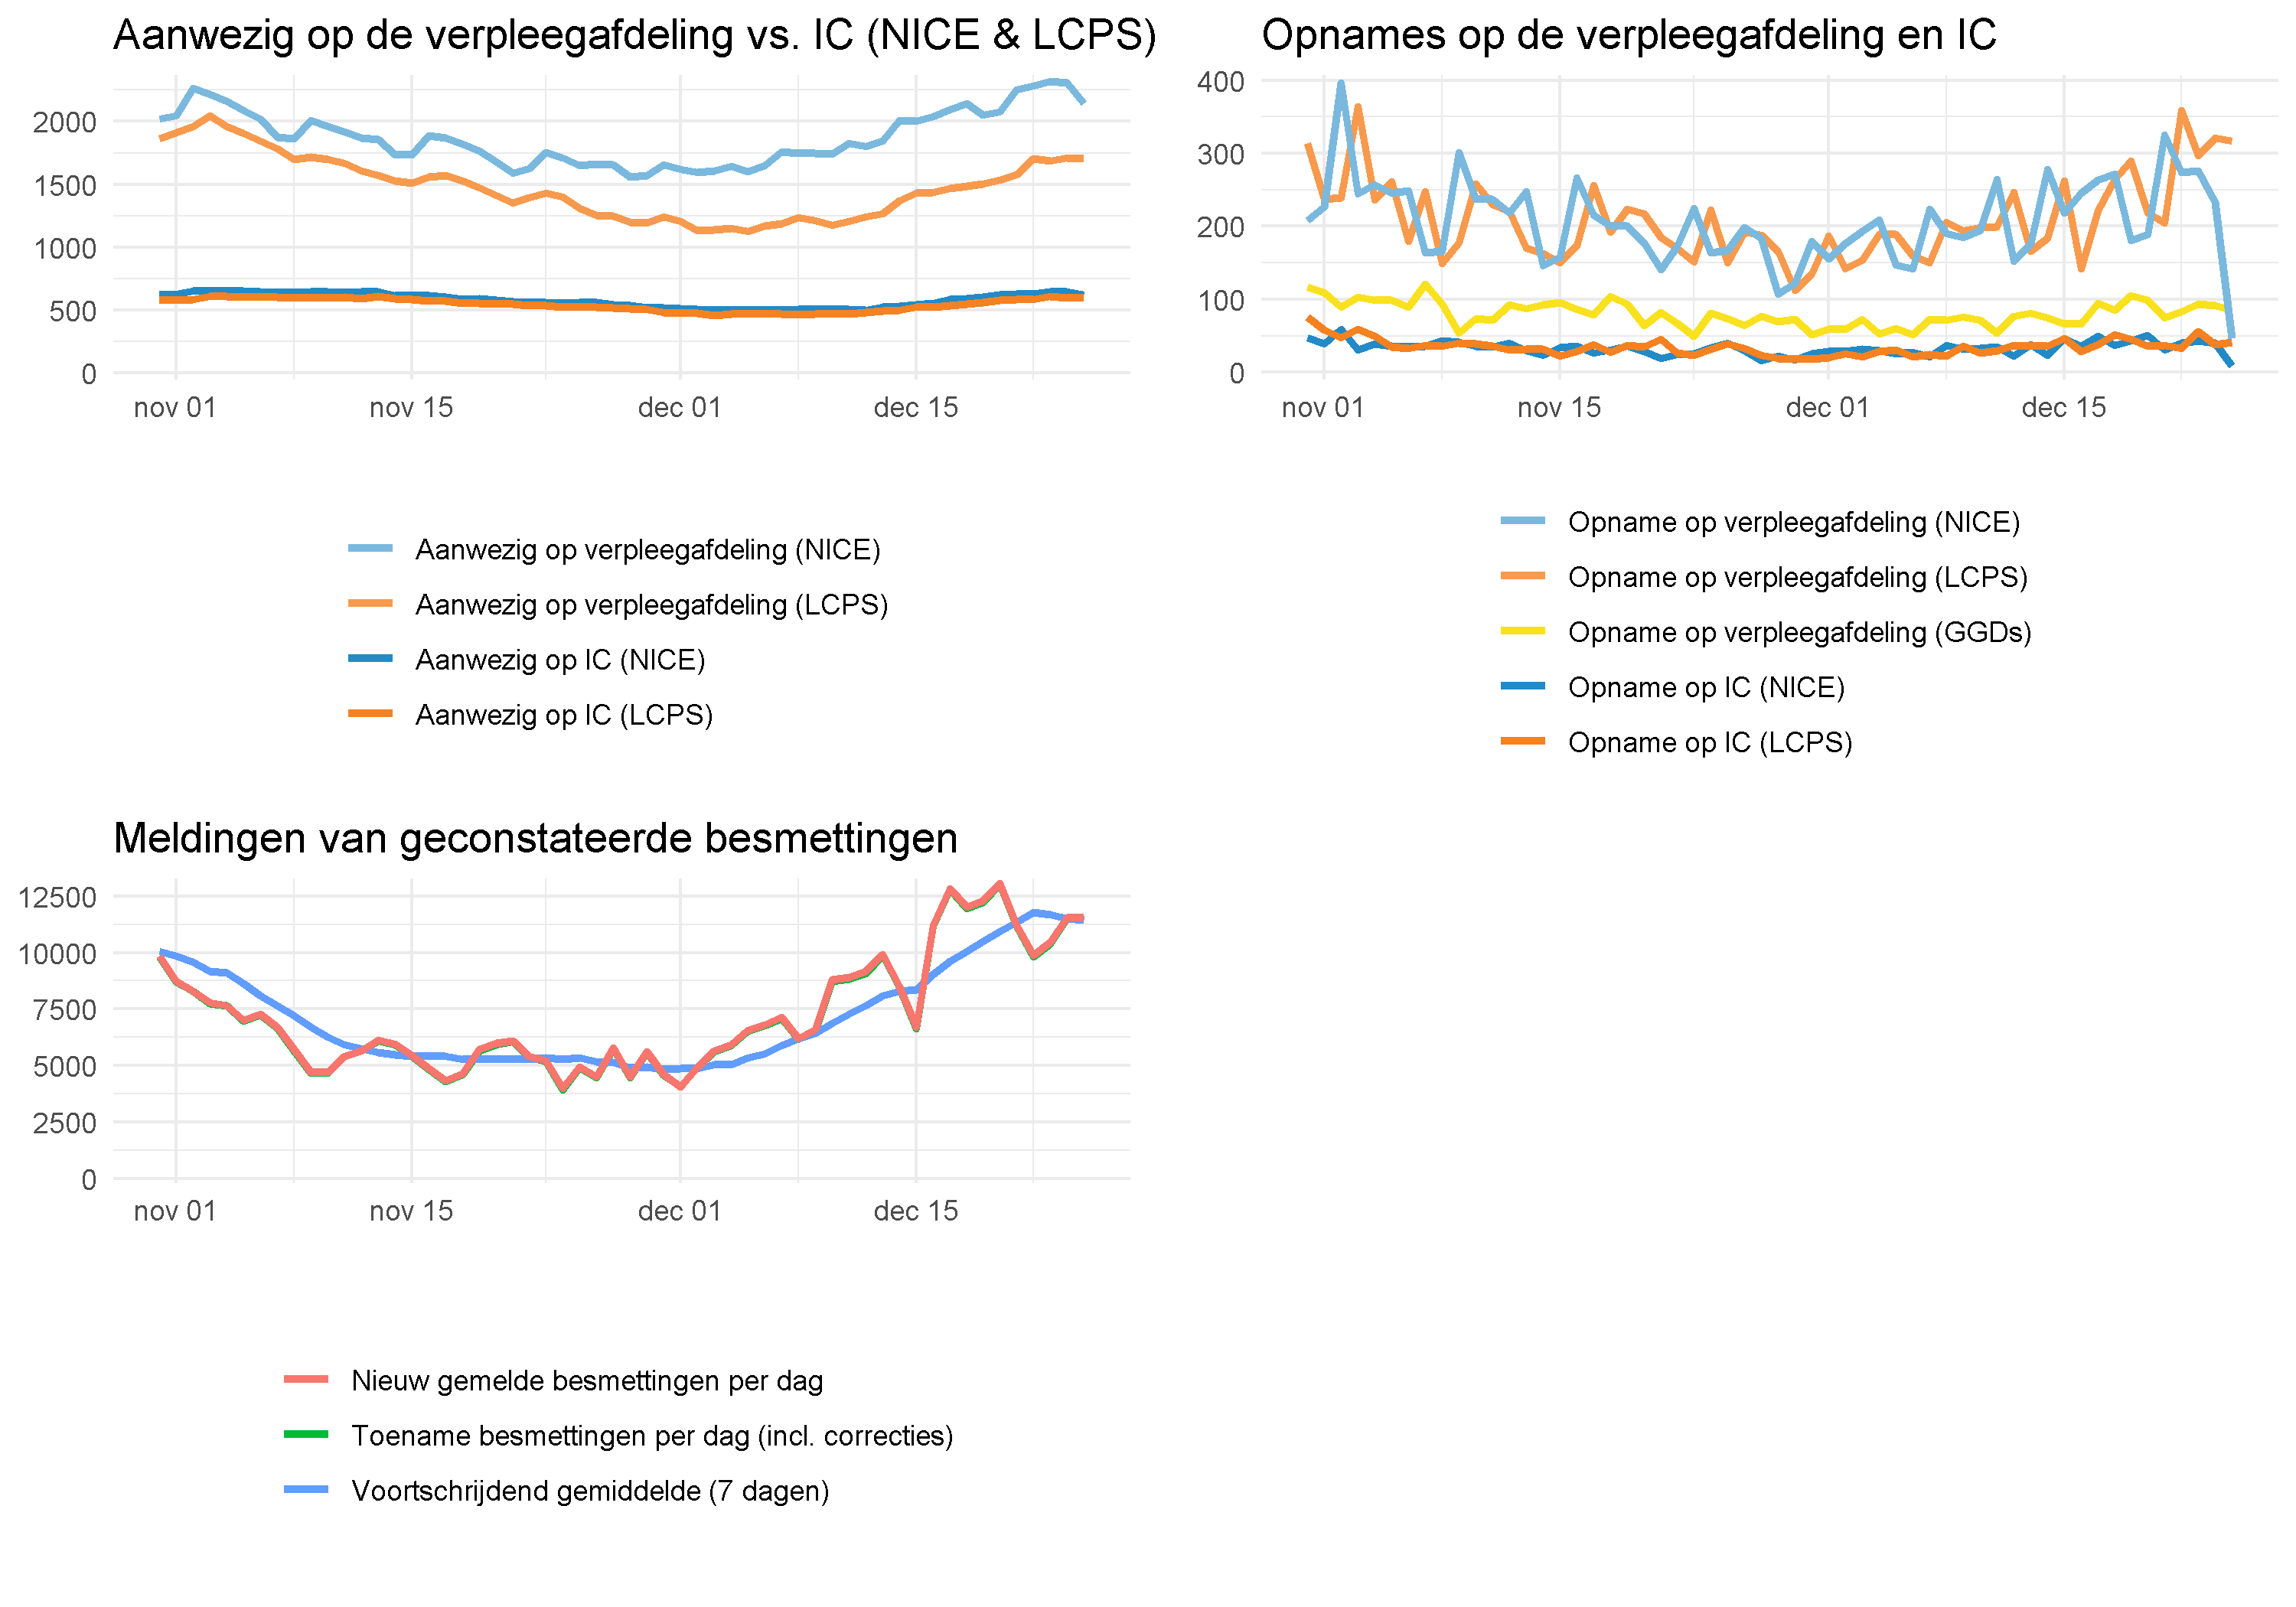 Aanwezig op de verpleegafdeling vs. IC (NICE & LCPS)
2000
1500
1000
500
0
nov 01
nov 15
dec 01
dec 15
Aanwezig op verpleegafdeling (NICE)
Aanwezig op verpleegafdeling (LCPS)
Aanwezig op IC (NICE)
Aanwezig op IC (LCPS)
Opnames op de verpleegafdeling en IC
400
300
200
100
0
nov 01
nov 15
dec 01
dec 15
Opname op verpleegafdeling (NICE)
Opname op verpleegafdeling (LCPS)
Opname op verpleegafdeling (GGDs)
Opname op IC (NICE)
Opname op IC (LCPS)
Meldingen van geconstateerde besmettingen
12500
10000
7500
5000
2500
0
nov 01
nov 15
dec 01
dec 15
Nieuw gemelde besmettingen per dag
Toename besmettingen per dag (incl. correcties)
Voortschrijdend gemiddelde (7 dagen)